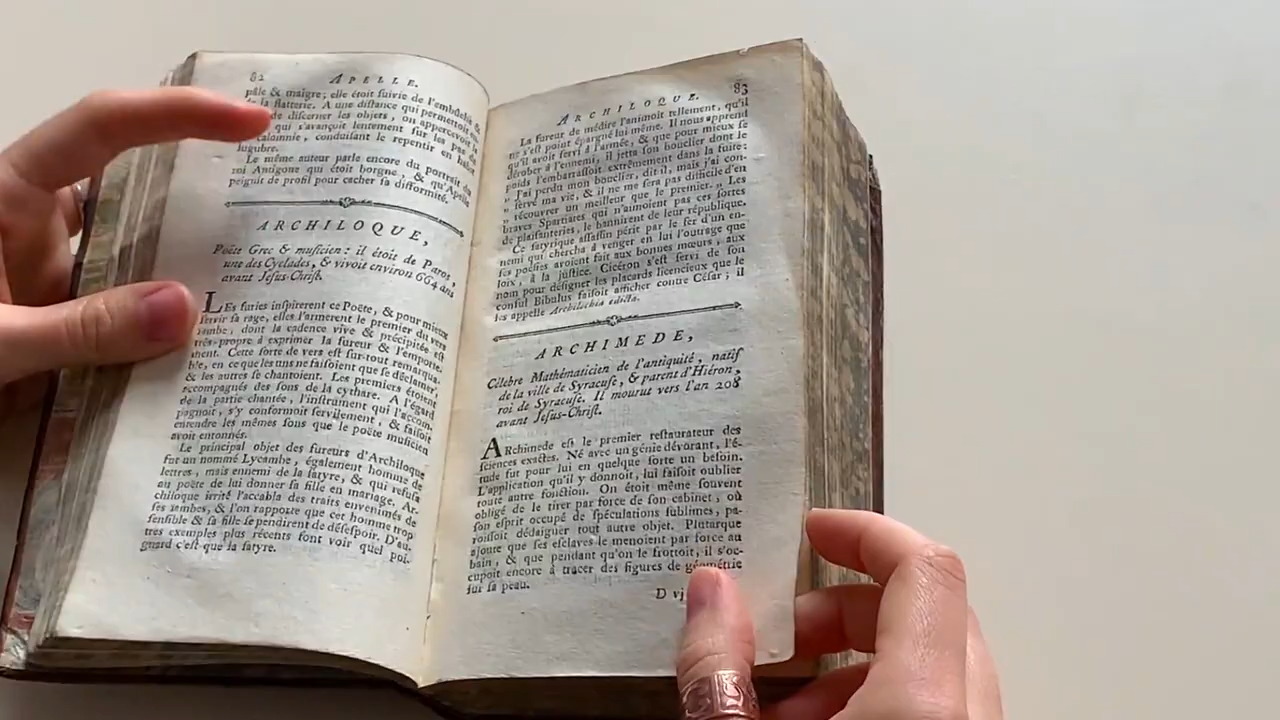 82 APELLE.
pâle & maigre; elle étoit ſuivie de l'embûche &
de la flatterie. A une diſtance qui permettoit
de diſcerner les objets, on appercevoit
qui s'avançoit lentement ſur les pas de
calomnie, conduiſant le repentir en habit
lugubre.
Le même auteur parle encore du portrait du
roi Antigone qui étoit borgne, & qu'Apelle
peignit de profil pour cacher ſa difformité.
ARCHILOQUE,
Poëte Grec & muſicien: il étoit de Paros,
une des Cyclades, & vivoit environ 664 ans
avant Jeſus-Chriſt.
LEs furies inſpirerent ce Poëte, & pour mieux
ſervir ſa rage, elles l'armerent le premier du vers
ïambe, dont la cadence vive & précipitée eſt
très-propre à exprimer la fureur & l'emporte-
ment. Cette ſorte de vers eſt ſur-tout remarqua-
ble, en ce que les uns ne faiſoient que ſe déclamer,
& les autres ſe chantoient. Les premiers étoient
accompagnés des ſons de la cythare. A l'égard
de la partie chantée, l'inſtrument qui l'accom-
pagnoit, s'y conformoit ſervilement, & faiſoit
entendre les mêmes ſons que le poëte muſicien
avoit entonnés.
Le principal objet des fureurs d'Archiloque
fut un nommé Lycambe, également homme de
lettres, mais ennemi de la ſatyre, & qui refuſa
au poëte de lui donner ſa fille en mariage. Ar-
chiloque irrité l'accabla des traits envenimés de
ſes ïambes, & l'on rapporte que cet homme trop
ſenſible & ſa fille ſe pendirent de déſeſpoir. D'au-
tres exemples plus récents font voir quel poi-
gnard c'eſt que la ſatyre.
ARCHILOQUE. 83
La fureur de médire l'animoit tellement, qu'il
ne s'eſt point épargné lui même. Il nous apprend
qu'il avoit ſervi à l'armée, & que pour mieux ſe
dérober à l'ennemi, il jetta ſon bouclier dont le
poids l'embarraſſoit extrêmement dans la fuite:
„ J'ai perdu mon bouclier, dit il, mais j'ai con-
„ ſervé ma vie, & il ne me ſera pas difficile d'en
„ recouvrer un meilleur que le premier. „ Les
braves Spartiates qui n'aimoient pas ces ſortes
de plaiſanteries, le bannirent de leur république.
Ce ſatyrique aſſaſſin périt par le fer d'un en-
nemi qui chercha à venger en lui l'outrage que
ſes poéſies avoient fait aux bonnes mœurs, aux
loix, à la juſtice. Cicéron s'eſt ſervi de ſon
nom pour déſigner les placards licencieux que le
conſul Bibulus faiſoit afficher contre Céſar; il
les appelle Archilochia edicta.
ARCHIMEDE,
Célebre Mathématicien de l'antiquité, natif
de la ville de Syracuſe, & parent d'Hiéron,
roi de Syracuſe. Il mourut vers l'an 208
avant Jeſus-Chriſt.
ARchimede eſt le premier reſtaurateur des
ſciences exactes. Né avec un génie dévorant, l'é-
tude fut pour lui en quelque ſorte un beſoin.
L'application qu'il y donnoit, lui faiſoit oublier
toute autre fonction. On étoit même ſouvent
obligé de le tirer par force de ſon cabinet, où
ſon eſprit occupé de ſpéculations ſublimes, pa-
roiſſoit dédaigner tout autre objet. Plutarque
ajoute que ſes eſclaves le menoient par force au
bain, & que pendant qu'on le frottoit, il s'oc-
cupoit encore à tracer des figures de géométrie
ſur ſa peau.
D vj